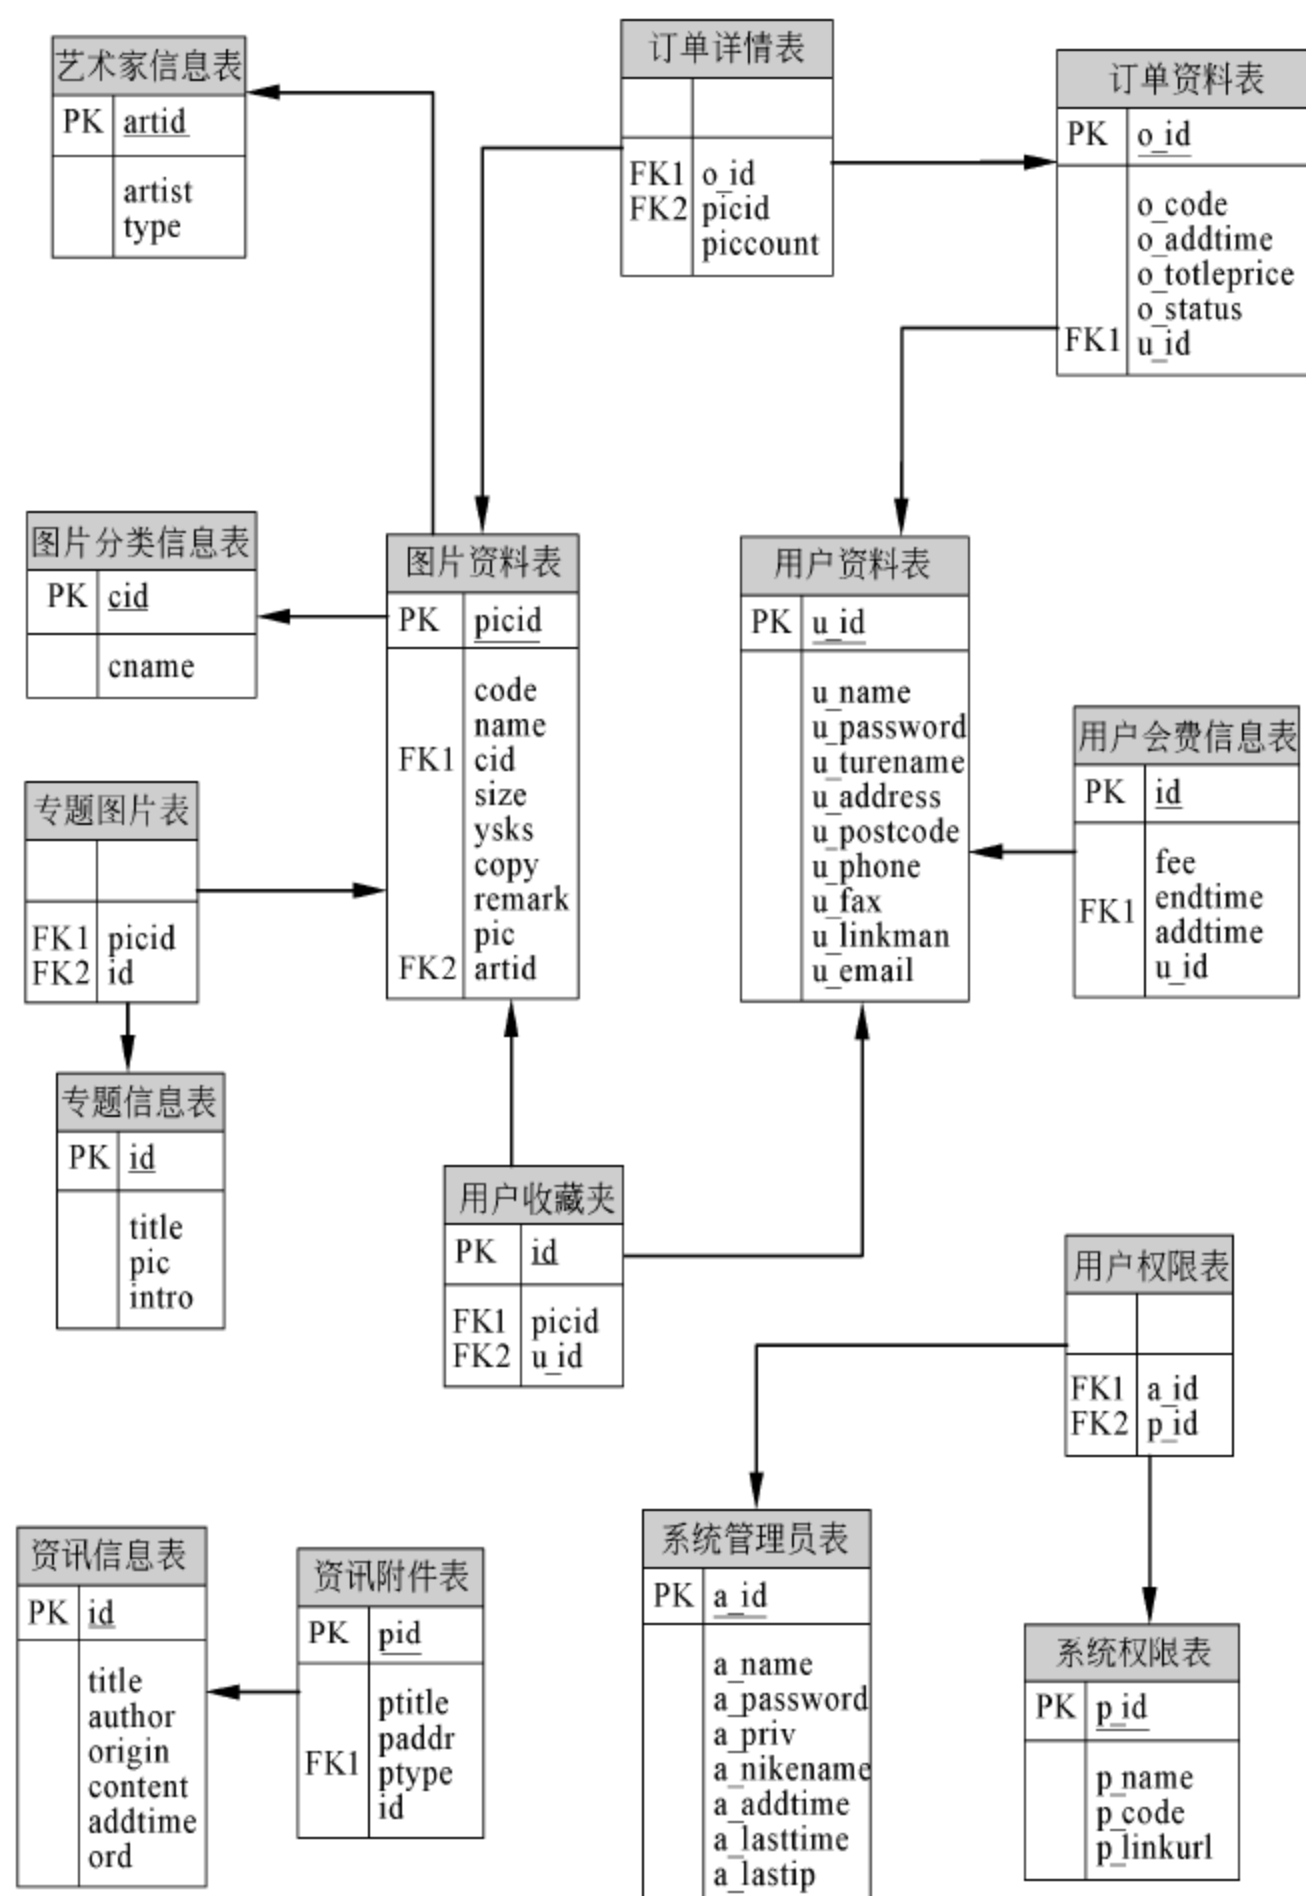 艺术家信息表
PK artid
artist
type
订单详情表
FK1 o_id
FK2 picid
piccount
订单资料表
PK o_id
o_code
o_addtime
o_totleprice
o_status
FK1 u_id
图片分类信息表
PK cid
cname
图片资料表
PK picid
code
name
FK1 cid
size
ysks
copy
remark
pic
FK2 artid
用户资料表
PK u_id
u_name
u_password
u_turename
u_address
u_postcode
u_phone
u_fax
u_linkman
u_email
用户会费信息表
PK id
fee
endtime
FK1 addtime
u_id
专题图片表
FK1 picid
FK2 id
专题信息表
PK id
title
pic
intro
用户收藏夹
PK id
FK1 picid
FK2 u_id
用户权限表
FK1 a_id
FK2 p_id
资讯信息表
PK id
title
author
origin
content
addtime
ord
资讯附件表
PK pid
ptitle
paddr
FK1 ptype
id
系统管理员表
PK a_id
a_name
a_password
a_priv
a_nikename
a_addtime
a_lasttime
a_lastip
系统权限表
PK p_id
p_name
p_code
p_linkurl